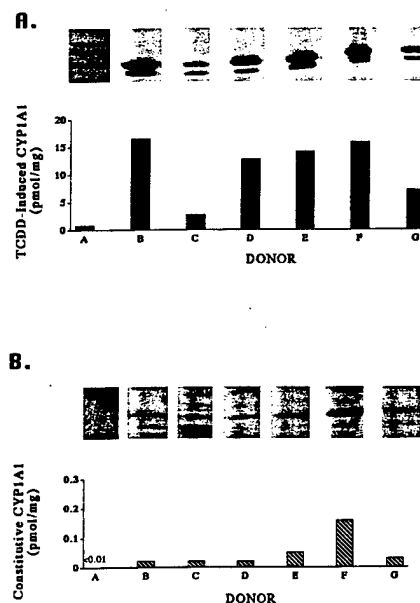 A.
TCDD-Induced CYP1A1
(pmol/mg)
20
15
10
5
0
A B C D E F G
DONOR
B.
Constitutive CYP1A1
(pmol/mg)
0.3
0.2
0.1
0
<0.01
A B C D E F G
DONOR